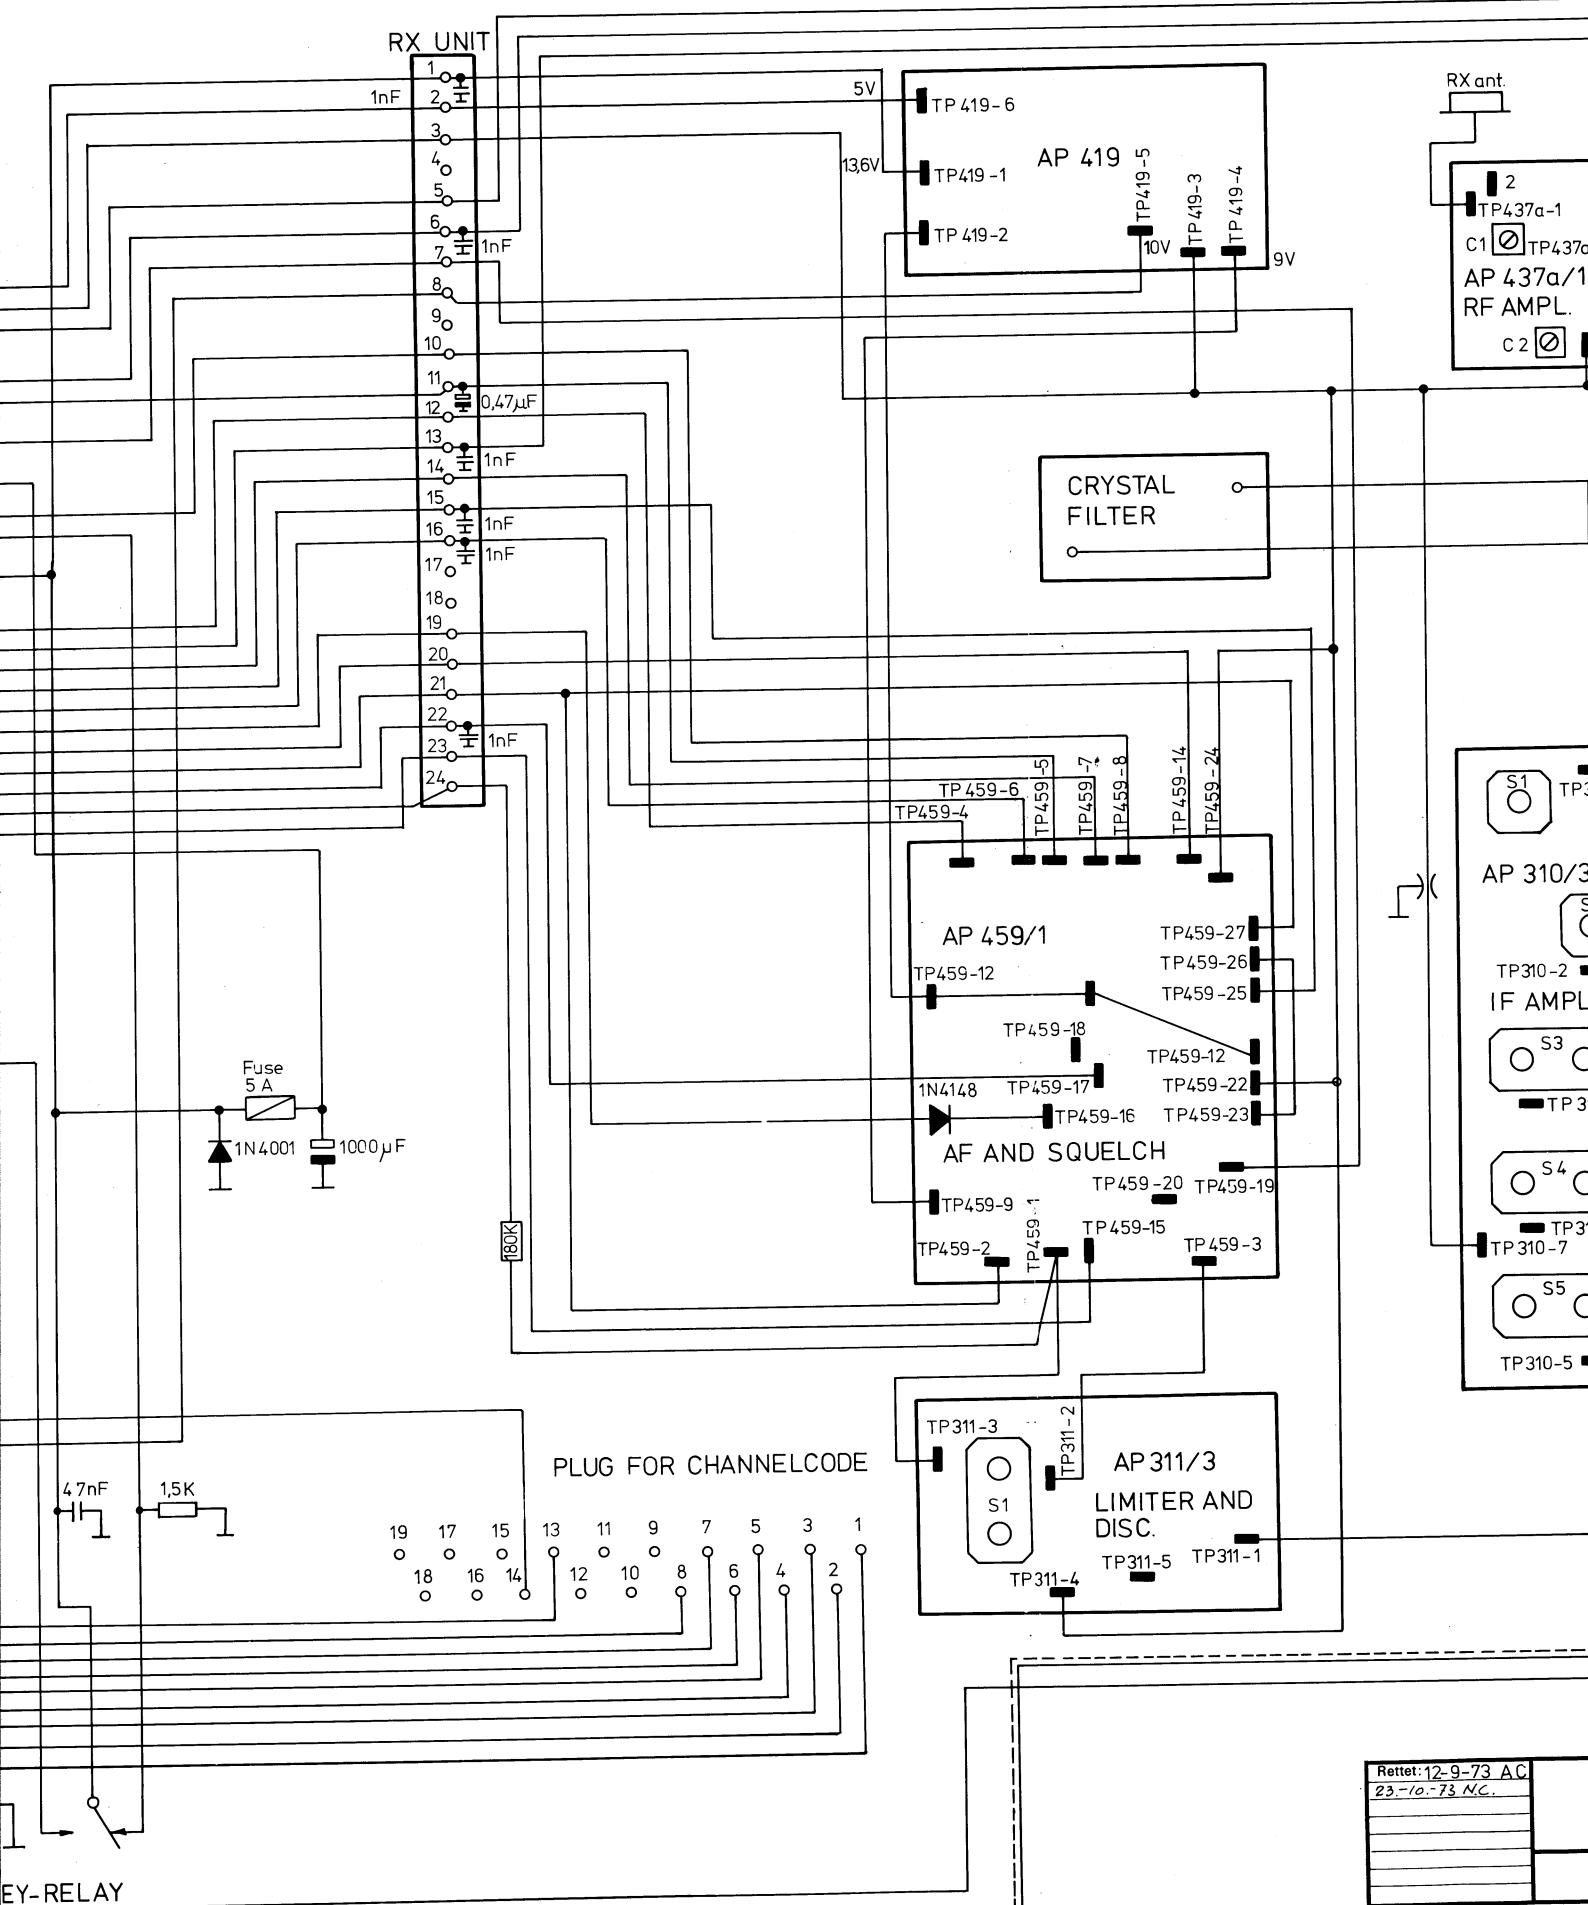 RX UNIT
1
1nF 2
3
4
5
6
1nF
7
8
9
10
11
0,47µF
12
13
1nF
14
15
1nF
16
1nF
17
18
19
20
21
22
1nF
23
24
5V
TP 419-6
13,6V
TP419-1
AP 419
TP 419-2
TP419-5
10V
TP419-3
TP419-4
9V
RX ant.
2
TP437a-1
C1
AP 437a/1
RF AMPL.
C 2
CRYSTAL
FILTER
TP 459-6
TP459-4
TP459-5
TP459-7
TP459-8
TP459-14
TP459-24
AP 459/1
TP459-12
TP459-27
TP459-26
TP459-25
TP459-18
TP459-12
TP459-17
TP459-22
1N4148
TP459-16
TP459-23
AF AND SQUELCH
TP459-20
TP459-19
TP459-9
TP459-1
TP459-15
TP459-2
TP459-3
S1
AP 310/3
TP310-2
IF AMPL
S3
S4
TP310-7
S5
TP310-5
Fuse
5 A
1N4001
1000µF
180K
TP311-3
TP311-2
S1
AP311/3
LIMITER AND
DISC.
TP311-1
TP311-5
TP311-4
PLUG FOR CHANNELCODE
47nF
1,5K
19 17 15 13 11 9 7 5 3 1
18 16 14 12 10 8 6 4 2
EY-RELAY
Rettet: 12-9-73 AC
23.-10.-73 N.C.